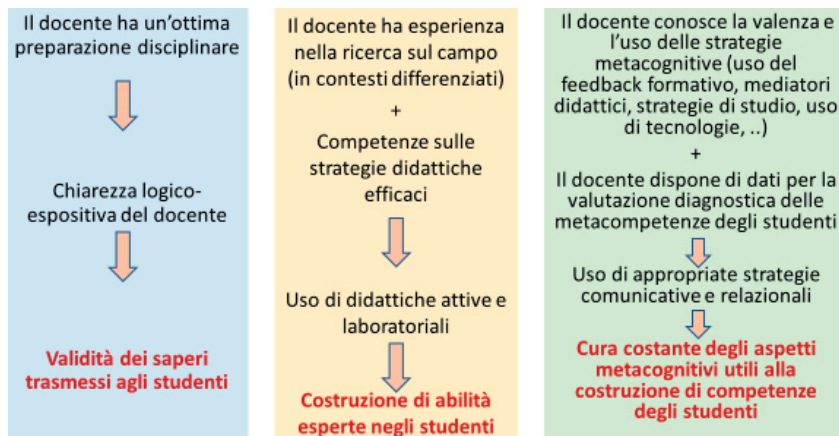 Il docente ha un'ottima
preparazione disciplinare
Chiarezza logico-
espositiva del docente
Validità dei saperi
trasmessi agli studenti
Il docente ha esperienza
nella ricerca sul campo
(in contesti differenziati)
+
Competenze sulle
strategie didattiche
efficaci
Uso di didattiche attive e
laboratoriali
Costruzione di abilità
esperte negli studenti
Il docente conosce la valenza e
l'uso delle strategie
metacognitive (uso del
feedback formativo, mediatori
didattici, strategie di studio, uso
di tecnologie, ..)
+
Il docente dispone di dati per la
valutazione diagnostica delle
metacompetenze degli studenti
Uso di appropriate strategie
comunicative e relazionali
Cura costante degli aspetti
metacognitivi utili alla
costruzione di competenze
degli studenti